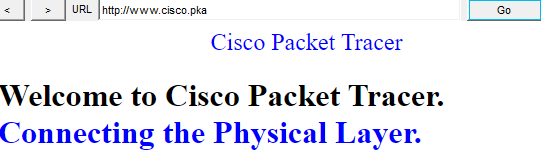 < > URL http://www.cisco.pka Go
Cisco Packet Tracer
Welcome to Cisco Packet Tracer.
Connecting the Physical Layer.